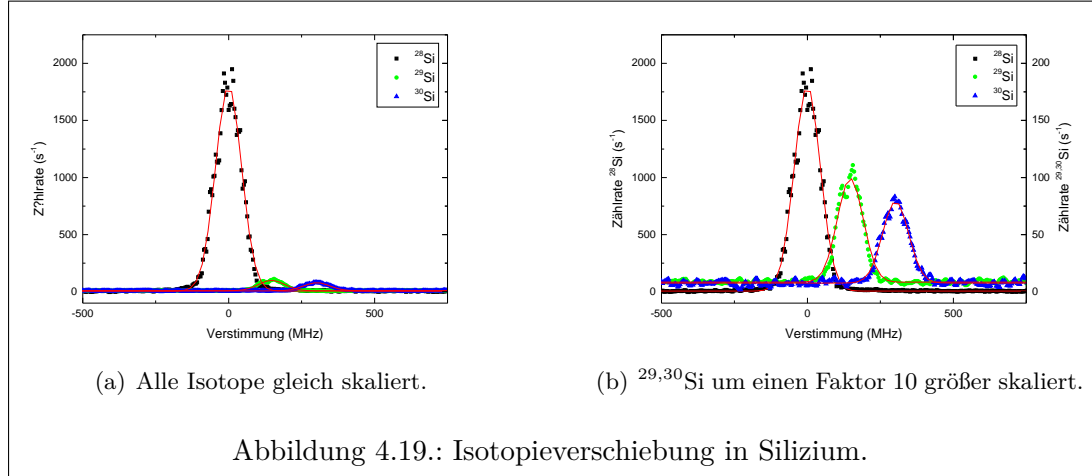 2000
1500
1000
500
0
Z?hlrate (s⁻¹)
-500 0 500
Verstimmung (MHz)
²⁸Si
²⁹Si
³⁰Si
(a) Alle Isotope gleich skaliert.
2000
1500
1000
500
0
Zählrate ²⁸Si (s⁻¹)
-500 0 500
Verstimmung (MHz)
²⁸Si
²⁹Si
³⁰Si
200
150
100
50
0
Zählrate ²⁹,³⁰Si (s⁻¹)
(b) ²⁹,³⁰Si um einen Faktor 10 größer skaliert.
Abbildung 4.19.: Isotopieverschiebung in Silizium.